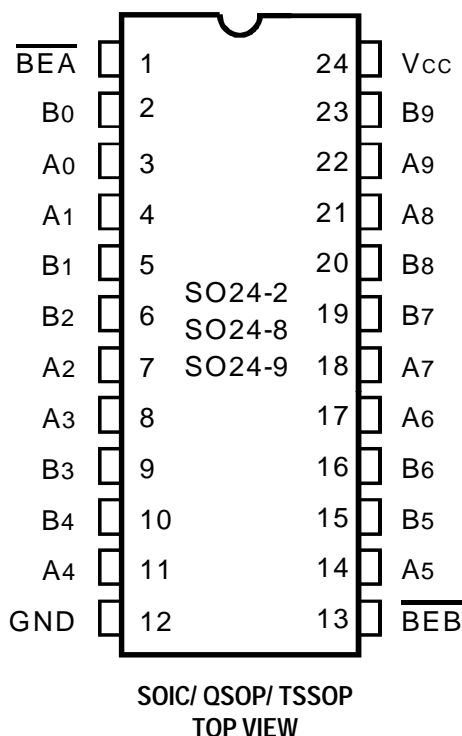 BEA 1 24 Vcc
B0 2 23 B9
A0 3 22 A9
A1 4 21 A8
B1 5 20 B8
SO24-2
B2 6 19 B7
SO24-8
A2 7 SO24-9 18 A7
A3 8 17 A6
B3 9 16 B6
B4 10 15 B5
A4 11 14 A5
GND 12 13 BEB
SOIC/ QSOP/ TSSOP
TOP VIEW